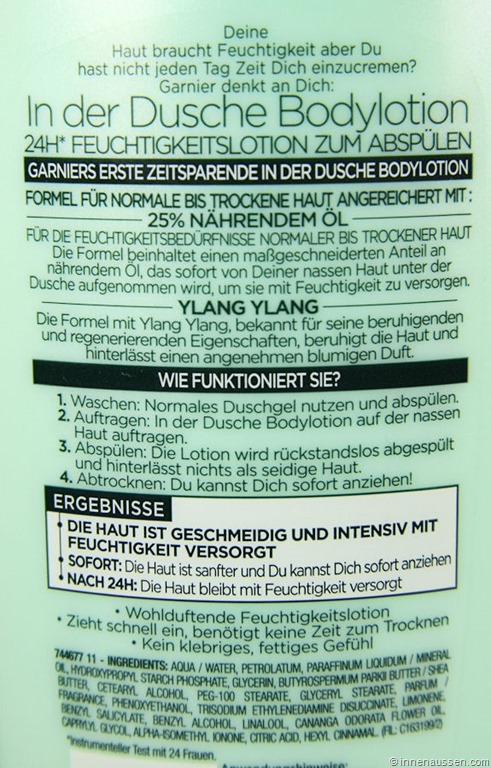 Deine
Haut braucht Feuchtigkeit aber Du
hast nicht jeden Tag Zeit Dich einzucremen?
Garnier denkt an Dich:
In der Dusche Bodylotion
24H* FEUCHTIGKEITSLOTION ZUM ABSPÜLEN
GARNIERS ERSTE ZEITSPARENDE IN DER DUSCHE BODYLOTION
FORMEL FÜR NORMALE BIS TROCKENE HAUT ANGEREICHERT MIT:
25% NÄHRENDEM ÖL
FÜR DIE FEUCHTIGKEITSBEDÜRFNISSE NORMALER BIS TROCKENER HAUT
Die Formel beinhaltet einen maßgeschneiderten Anteil an
nährendem Öl, das sofort von Deiner nassen Haut unter der
Dusche aufgenommen wird, um sie mit Feuchtigkeit zu versorgen.
YLANG YLANG
Die Formel mit Ylang Ylang, bekannt für seine beruhigenden
und regenerierenden Eigenschaften, beruhigt die Haut und
hinterlässt einen angenehmen blumigen Duft.
WIE FUNKTIONIERT SIE?
1. Waschen: Normales Duschgel nutzen und abspülen.
2. Auftragen: In der Dusche Bodylotion auf der nassen
Haut auftragen.
3. Abspülen: Die Lotion wird rückstandslos abgespült
und hinterlässt nichts als seidige Haut.
4. Abtrocknen: Du kannst Dich sofort anziehen!
ERGEBNISSE
• DIE HAUT IST GESCHMEIDIG UND INTENSIV MIT
FEUCHTIGKEIT VERSORGT
• SOFORT: Die Haut ist sanfter und Du kannst Dich sofort anziehen
• NACH 24H: Die Haut bleibt mit Feuchtigkeit versorgt
• Wohlduftende Feuchtigkeitslotion
• Zieht schnell ein, benötigt keine Zeit zum Trocknen
• Kein klebriges, fettiges Gefühl
744677 11 - INGREDIENTS: AQUA / WATER, PETROLATUM, PARAFFINUM LIQUIDUM / MINERAL
OIL, HYDROXYPROPYL STARCH PHOSPHATE, GLYCERIN, BUTYROSPERMUM PARKII BUTTER / SHEA
BUTTER, CETEARYL ALCOHOL, PEG-100 STEARATE, GLYCERYL STEARATE, PARFUM /
FRAGRANCE, PHENOXYETHANOL, TRISODIUM ETHYLENEDIAMINE DISUCCINATE, LIMONENE,
BENZYL SALICYLATE, BENZYL ALCOHOL, LINALOOL, CANANGA ODORATA FLOWER OIL,
CAPRYLYL GLYCOL, ALPHA-ISOMETHYL IONONE, CITRIC ACID, HEXYL CINNAMAL. (FIL: C163199/2)
*Instrumenteller Test mit 24 Frauen.
Anwendungshinweise:
© innenaussen.com